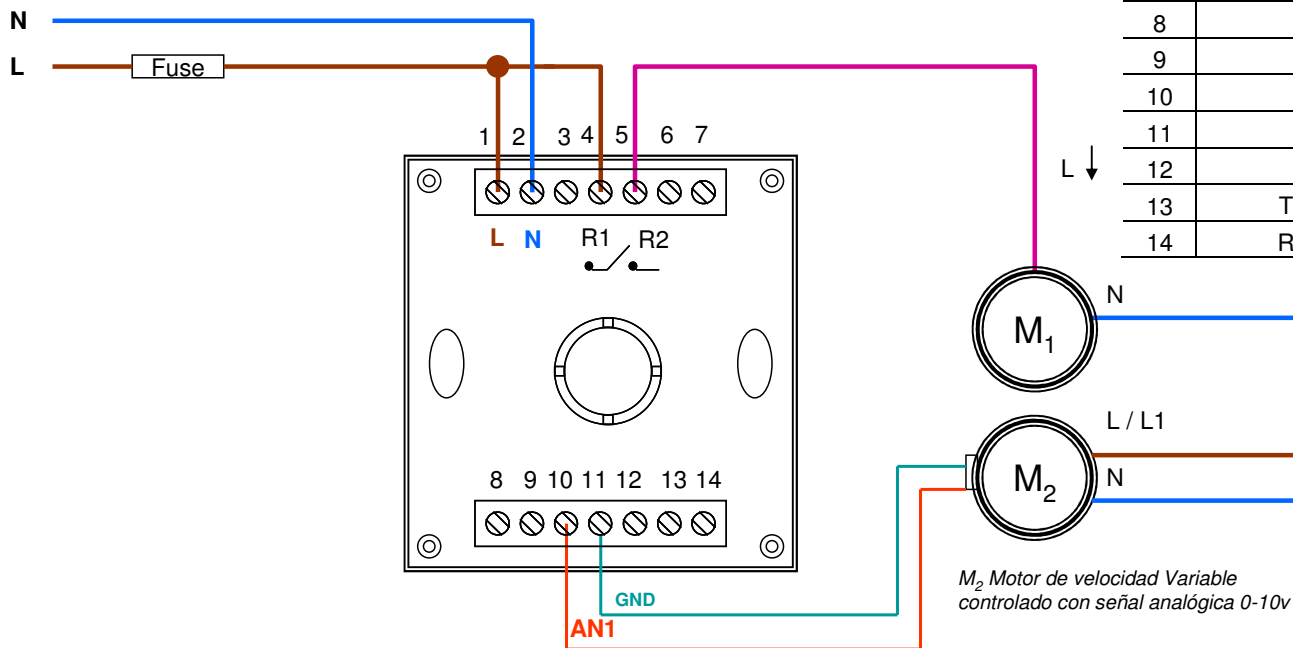 N
L
Fuse
8
9
10
11
12
13 T
14 R
L
1 2 3 4 5 6 7
L N R1 R2
N
M1
L / L1
N
M2
8 9 10 11 12 13 14
GND
AN1
M2 Motor de velocidad Variable
controlado con señal analógica 0-10v